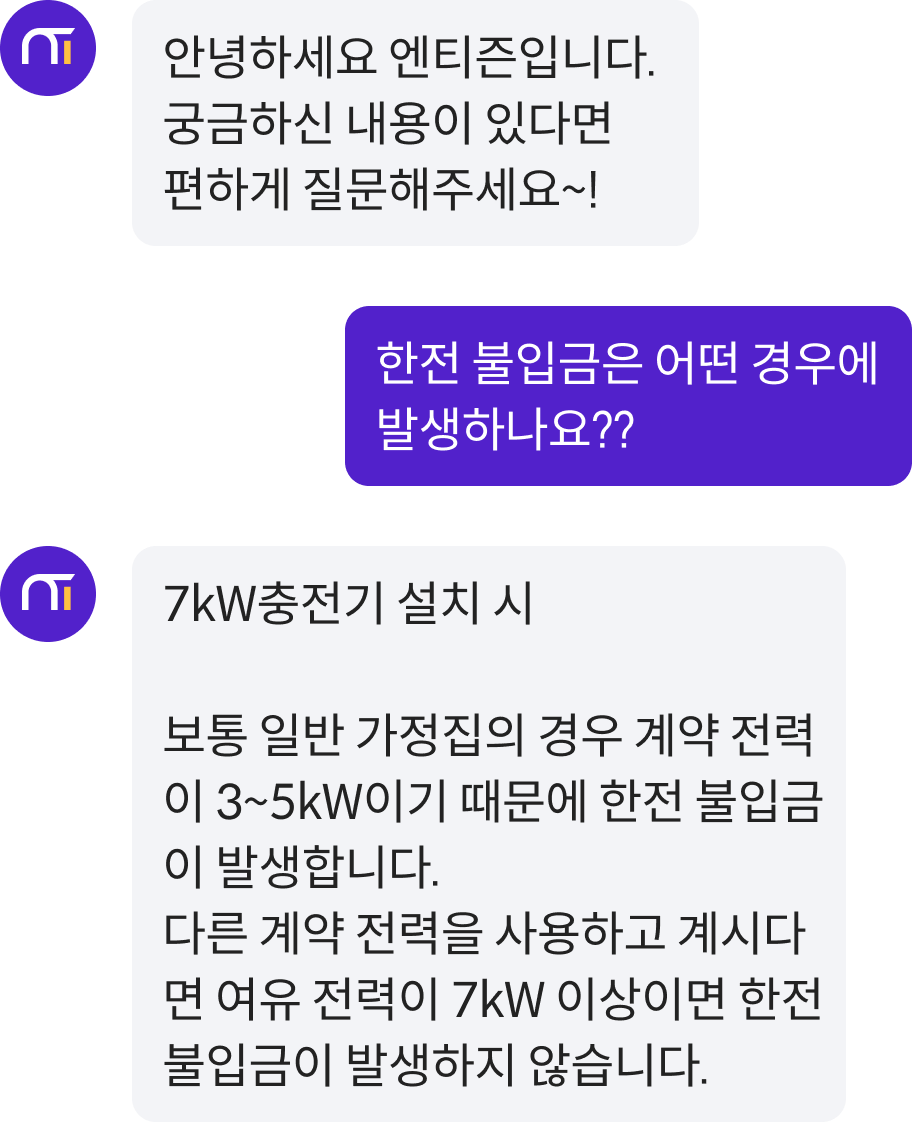 안녕하세요 엔티즌입니다.
궁금하신 내용이 있다면
편하게 질문해주세요~!
한전 불입금은 어떤 경우에
발생하나요??
7kW충전기 설치 시
보통 일반 가정집의 경우 계약 전력
이 3~5kW이기 때문에 한전 불입금
이 발생합니다.
다른 계약 전력을 사용하고 계시다
면 여유 전력이 7kW 이상이면 한전
불입금이 발생하지 않습니다.